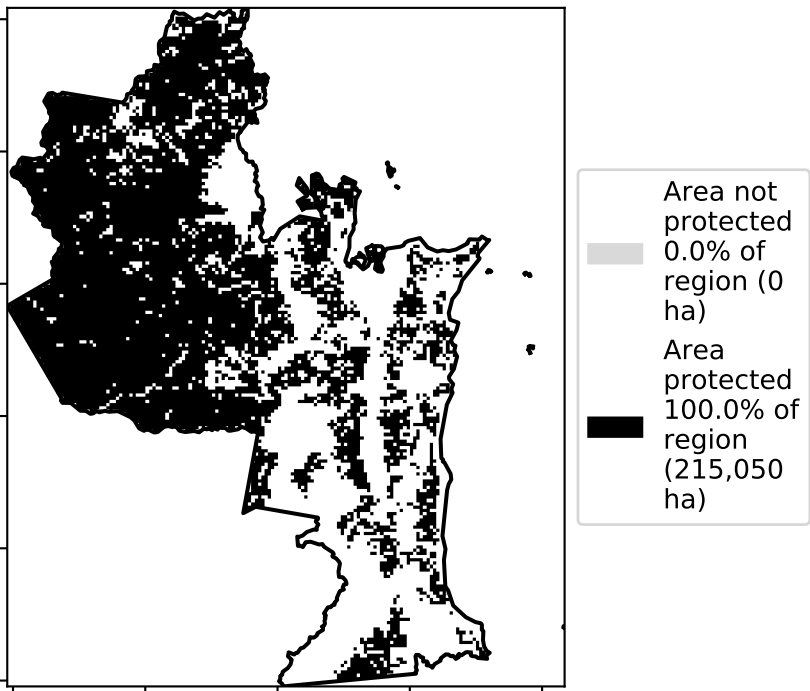 Area not
protected
0.0% of
region (0
ha)
Area
protected
100.0% of
region
(215,050
ha)